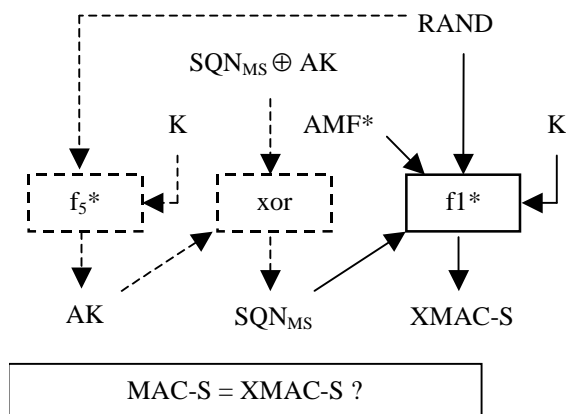 RAND
SQN_MS ⊕ AK
K
AMF*
K
f₅*
xor
f1*
AK
SQN_MS
XMAC-S
MAC-S = XMAC-S ?